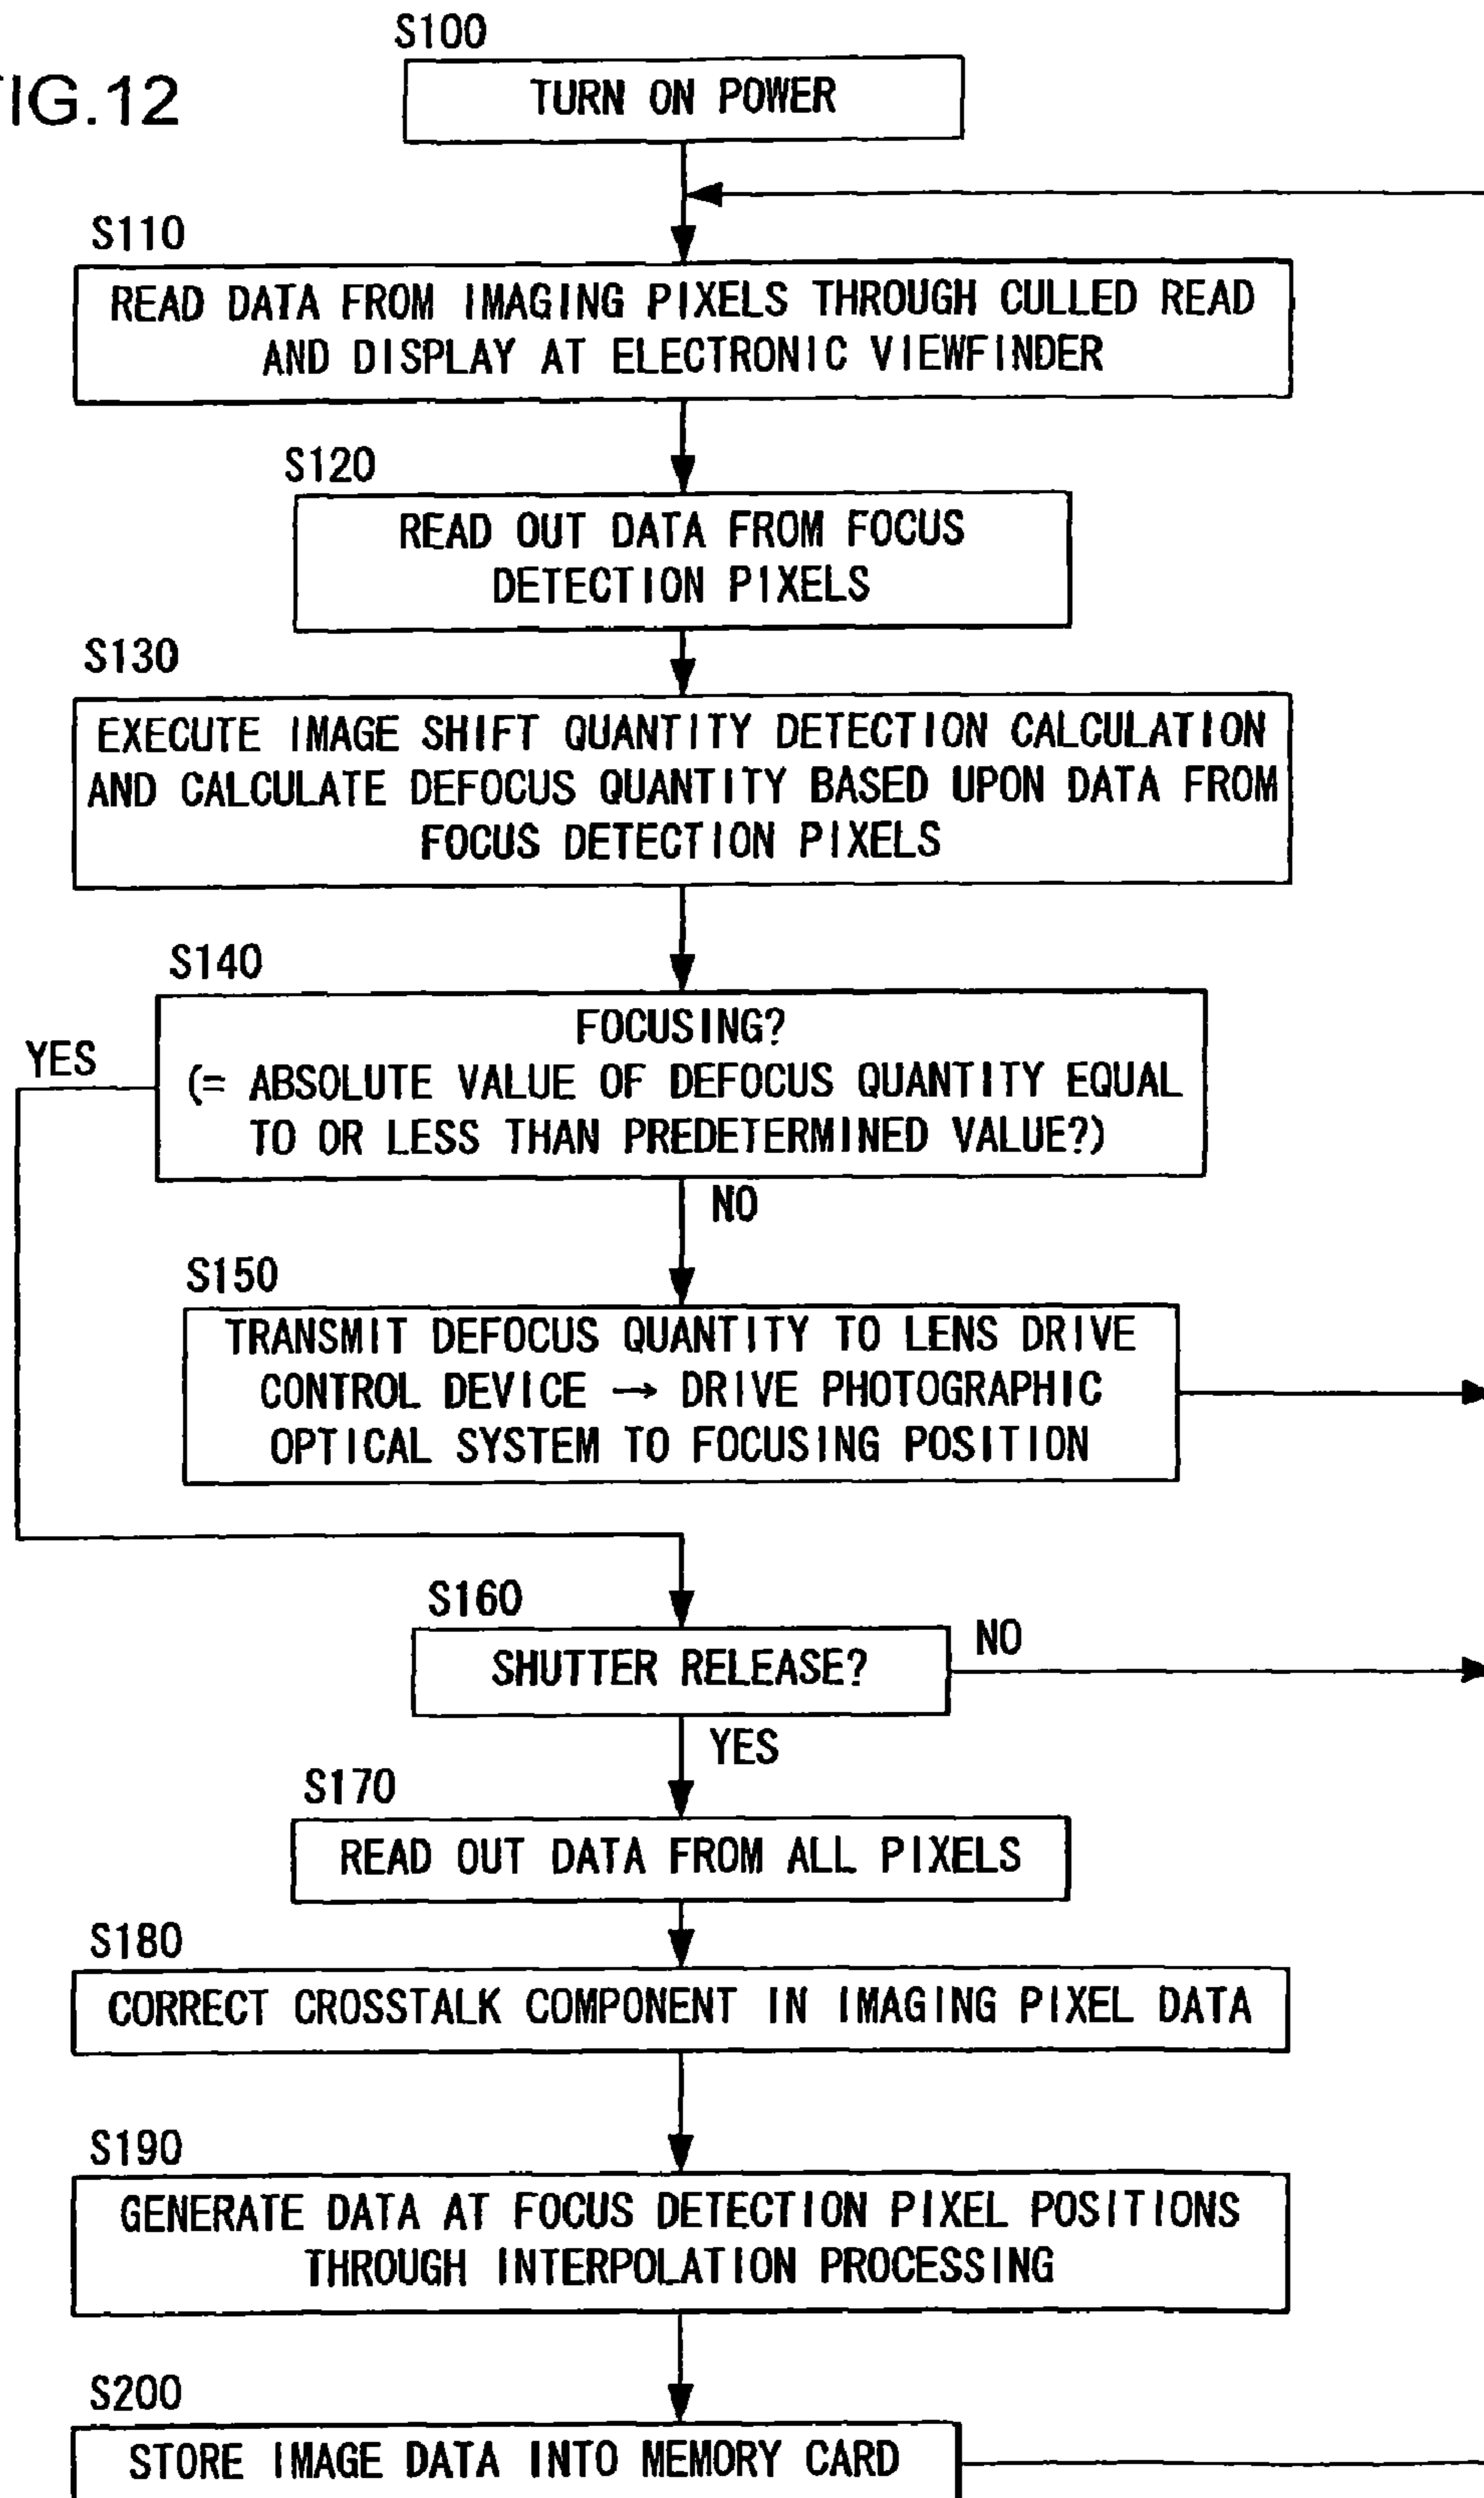 S100
IG.12
TURN ON POWER
S110
READ DATA FROM IMAGING PIXELS THROUGH CULLED READ
AND DISPLAY AT ELECTRONIC VIEWFINDER
S120
READ OUT DATA FROM FOCUS
DETECTION PIXELS
S130
EXECUTE IMAGE SHIFT QUANTITY DETECTION CALCULATION
AND CALCULATE DEFOCUS QUANTITY BASED UPON DATA FROM
FOCUS DETECTION PIXELS
S140
YES
FOCUSING?
(= ABSOLUTE VALUE OF DEFOCUS QUANTITY EQUAL
TO OR LESS THAN PREDETERMINED VALUE?)
NO
S150
TRANSMIT DEFOCUS QUANTITY TO LENS DRIVE
CONTROL DEVICE → DRIVE PHOTOGRAPHIC
OPTICAL SYSTEM TO FOCUSING POSITION
S160
SHUTTER RELEASE?
NO
YES
S170
READ OUT DATA FROM ALL PIXELS
S180
CORRECT CROSSTALK COMPONENT IN IMAGING PIXEL DATA
S190
GENERATE DATA AT FOCUS DETECTION PIXEL POSITIONS
THROUGH INTERPOLATION PROCESSING
S200
STORE IMAGE DATA INTO MEMORY CARD